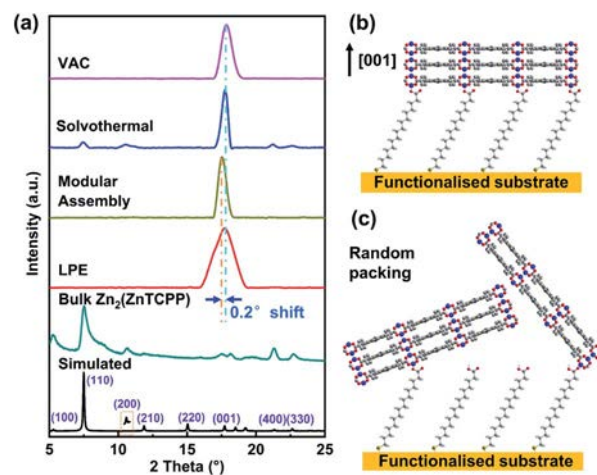 (a)
VAC
Solvothermal
Modular
Assembly
LPE
0.2° shift
Bulk Zn₂(ZnTCPP)
Simulated
(110)
(100)
(200)
(210)
(220)
(001)
(400)
(330)
5
10
15
20
25
2 Theta (°)
Intensity (a.u.)
(b)
[001]
Functionalised substrate
(c)
Random
packing
Functionalised substrate